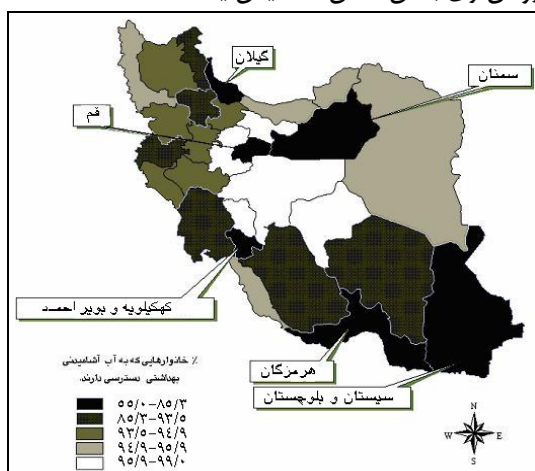 گیلان
سمنان
قم
کهکیلویه و بویر احمد
هرمزگان
سیستان و بلوچستان
% خانوارهایی که به آب آشامیدنی
بهداشتی دسترسی دارند.
۵۵/۰-۸۵/۳
۸۵/۳-۹۳/۵
۹۳/۵-۹۴/۹
۹۴/۹-۹۵/۹
۹۵/۹-۹۹/۰
N
W E
S